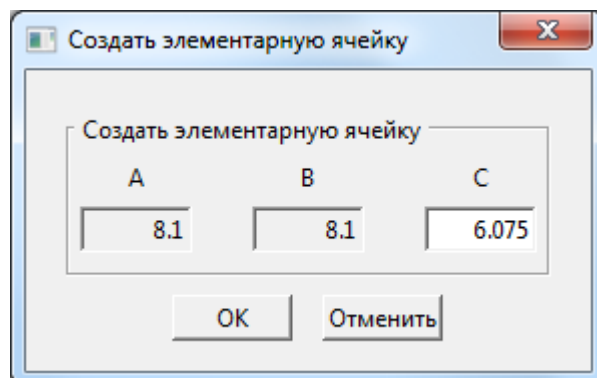 Создать элементарную ячейку
Создать элементарную ячейку
A B C
8.1 8.1 6.075
OK Отменить